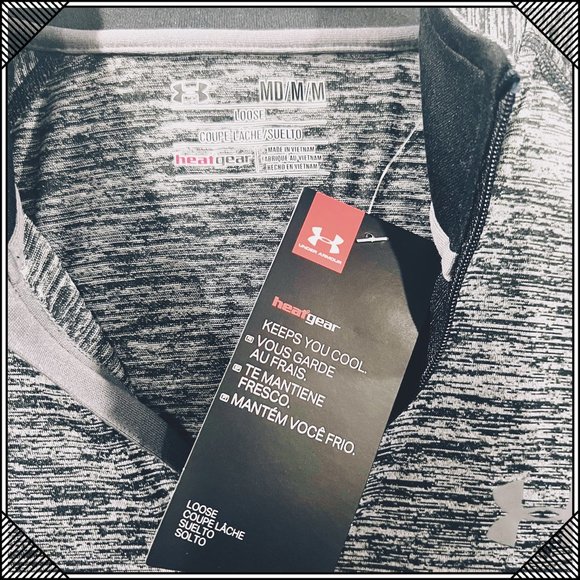 MD/M/M
LOOSE
COUPE LÂCHE/SUELTO
heatgear
MADE IN VIETNAM
FABRIQUÉ AU VIETNAM
HECHO EN VIETNAM
UNDER ARMOUR
heatgear
KEEPS YOU COOL.
VOUS GARDE
AU FRAIS.
TE MANTIENE
FRESCO.
MANTÉM VOCÊ FRIO.
LOOSE
COUPE LÂCHE
SUELTO
SOLTO